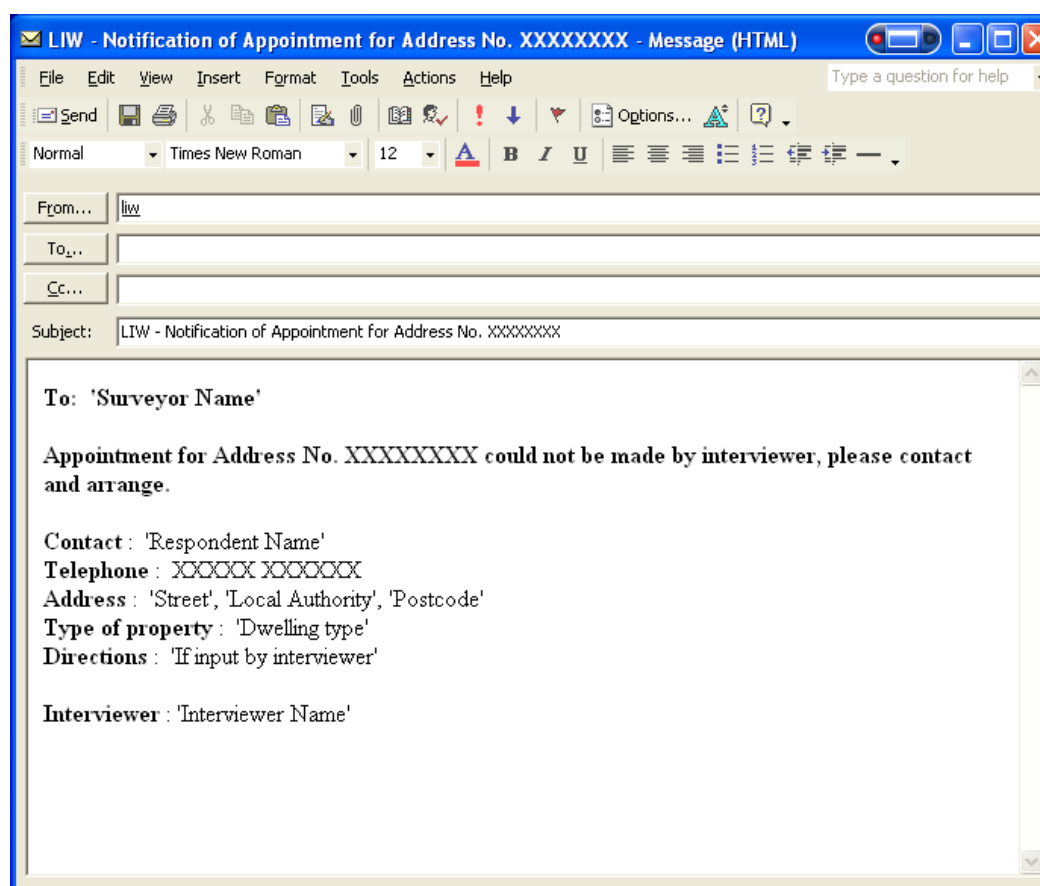 LIW - Notification of Appointment for Address No. XXXXXXXX - Message (HTML)
File Edit View Insert Format Tools Actions Help Type a question for help
Send Options...
Normal Times New Roman 12 A B I U
From... liw
To...
Cc...
Subject: LIW - Notification of Appointment for Address No. XXXXXXXX
To: 'Surveyor Name'
Appointment for Address No. XXXXXXXX could not be made by interviewer, please contact
and arrange.
Contact : 'Respondent Name'
Telephone : XXXXX XXXXXX
Address : 'Street', 'Local Authority', 'Postcode'
Type of property : 'Dwelling type'
Directions : 'If input by interviewer'
Interviewer : 'Interviewer Name'